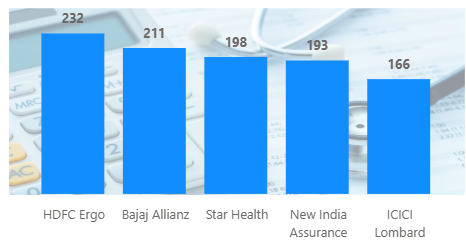 232
211
198
193
166
HDFC Ergo
Bajaj Allianz
Star Health
New India
Assurance
ICICI
Lombard